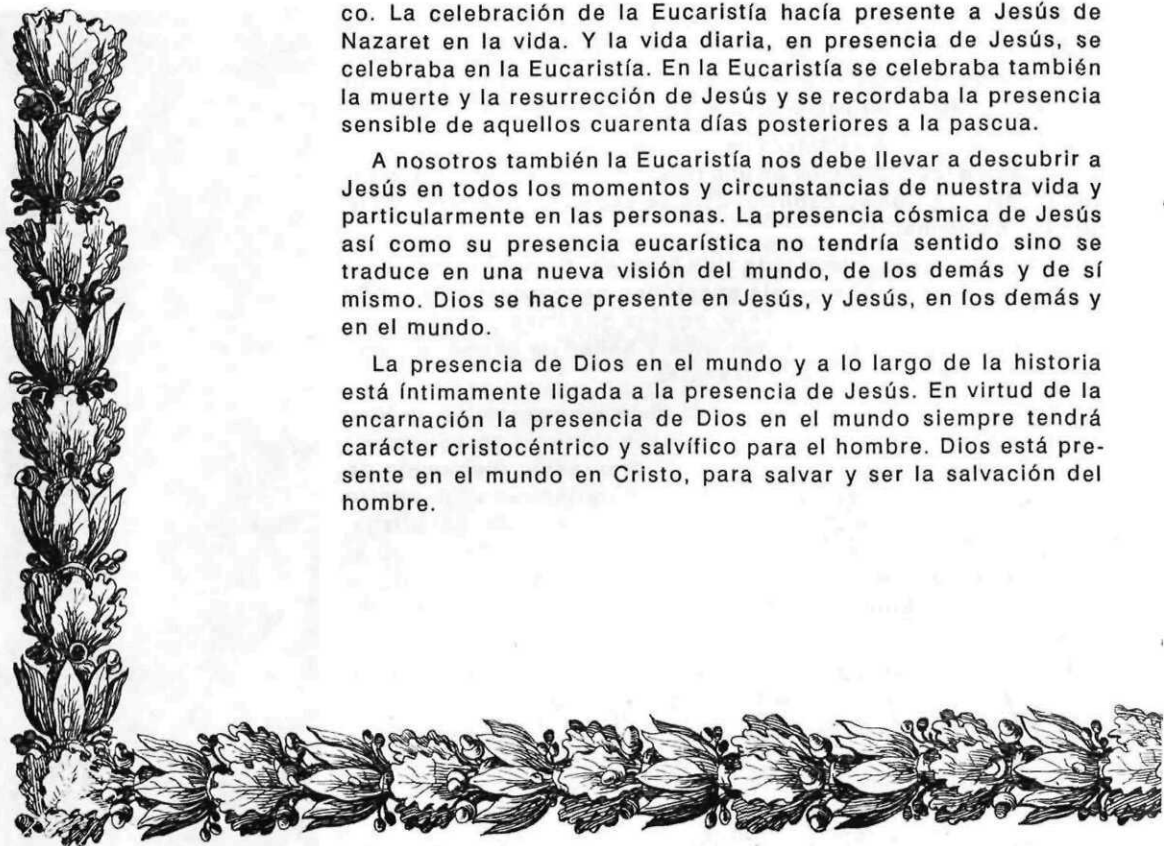 co. La celebración de la Eucaristía hacía presente a Jesús de
Nazaret en la vida. Y la vida diaria, en presencia de Jesús, se
celebraba en la Eucaristía. En la Eucaristía se celebraba también
la muerte y la resurrección de Jesús y se recordaba la presencia
sensible de aquellos cuarenta días posteriores a la pascua.
A nosotros también la Eucaristía nos debe llevar a descubrir a
Jesús en todos los momentos y circunstancias de nuestra vida y
particularmente en las personas. La presencia cósmica de Jesús
así como su presencia eucarística no tendría sentido sino se
traduce en una nueva visión del mundo, de los demás y de sí
mismo. Dios se hace presente en Jesús, y Jesús, en los demás y
en el mundo.
La presencia de Dios en el mundo y a lo largo de la historia
está íntimamente ligada a la presencia de Jesús. En virtud de la
encarnación la presencia de Dios en el mundo siempre tendrá
carácter cristocéntrico y salvífico para el hombre. Dios está pre-
sente en el mundo en Cristo, para salvar y ser la salvación del
hombre.